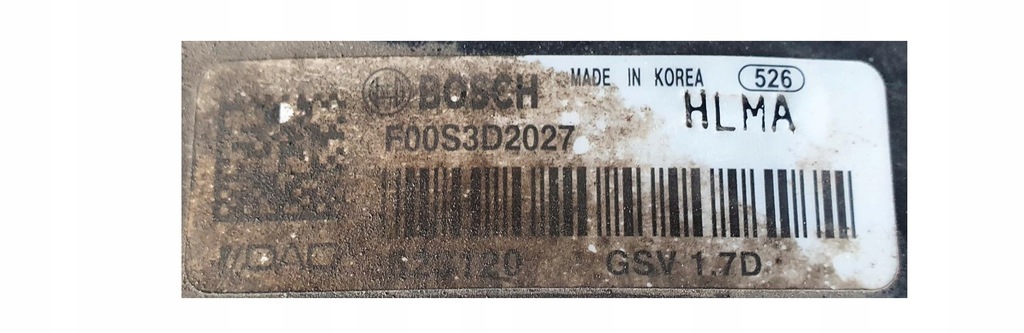 BOSCH MADE IN KOREA 526
HLMA
F00S3D2027
GSV 1.7D